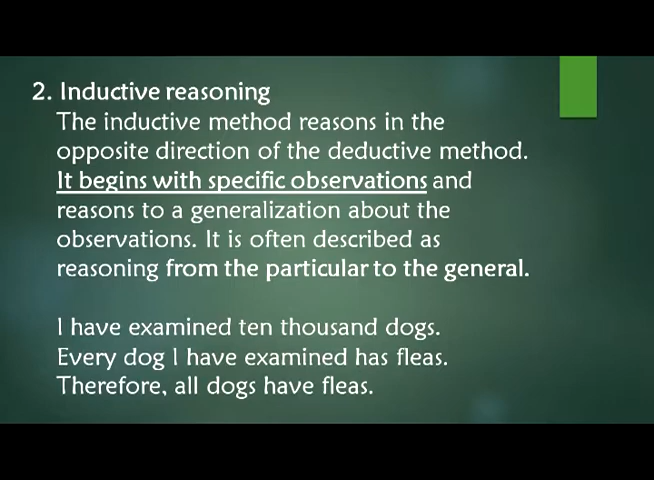 2. Inductive reasoning
The inductive method reasons in the
opposite direction of the deductive method.
It begins with specific observations and
reasons to a generalization about the
observations. It is often described as
reasoning from the particular to the general.
I have examined ten thousand dogs.
Every dog I have examined has fleas.
Therefore, all dogs have fleas.